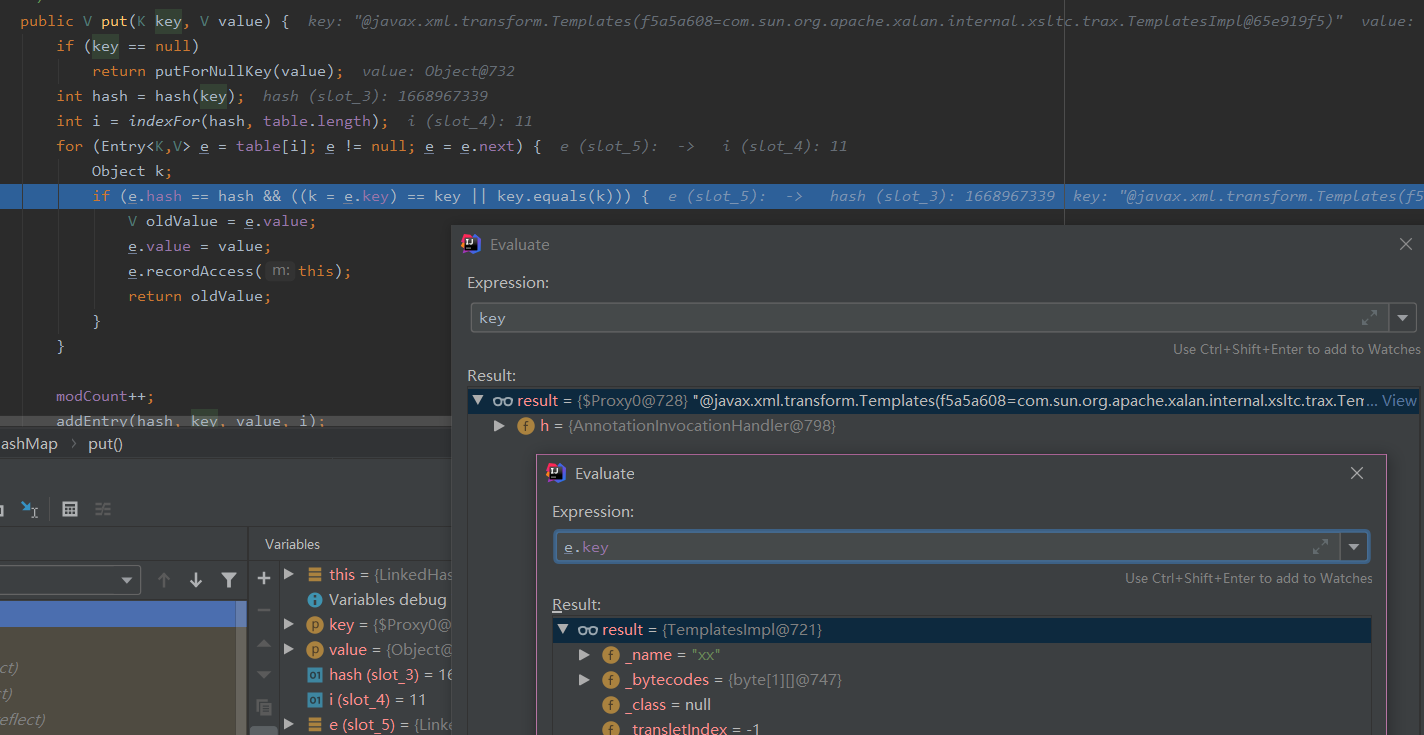 public V put(K key, V value) { key: "@javax.xml.transform.Templates(f5a5a608=com.sun.org.apache.xalan.internal.xsltc.trax.TemplatesImpl@65e919f5)" value:
if (key == null)
return putForNullKey(value); value: Object@732
int hash = hash(key); hash (slot_3): 1668967339
int i = indexFor(hash, table.length); i (slot_4): 11
for (Entry<K,V> e = table[i]; e != null; e = e.next) { e (slot_5): -> i (slot_4): 11
Object k;
if (e.hash == hash && ((k = e.key) == key || key.equals(k))) { e (slot_5): -> hash (slot_3): 1668967339 key: "@javax.xml.transform.Templates(f5
V oldValue = e.value;
e.value = value;
e.recordAccess( m: this);
return oldValue;
}
}
modCount++;
addEntry(hash, key, value, i);
ashMap > put()
Evaluate
Expression:
key
Use Ctrl+Shift+Enter to add to Watches
Result:
result = {$Proxy0@728} "@javax.xml.transform.Templates(f5a5a608=com.sun.org.apache.xalan.internal.xsltc.trax.Tem... View
f h = {AnnotationInvocationHandler@798}
Evaluate
Expression:
e.key
Use Ctrl+Shift+Enter to add to Watches
Result:
result = {TemplatesImpl@721}
f _name = "xx"
f _bytecodes = {byte[1][]@747}
f _class = null
f _transletIndex = -1
Variables
this = {LinkedHas
Variables debug
p key = {$Proxy0@
p value = {Object@
01 hash (slot_3) = 16
01 i (slot_4) = 11
e (slot_5) = {Linke
ct)
t)
eflect)